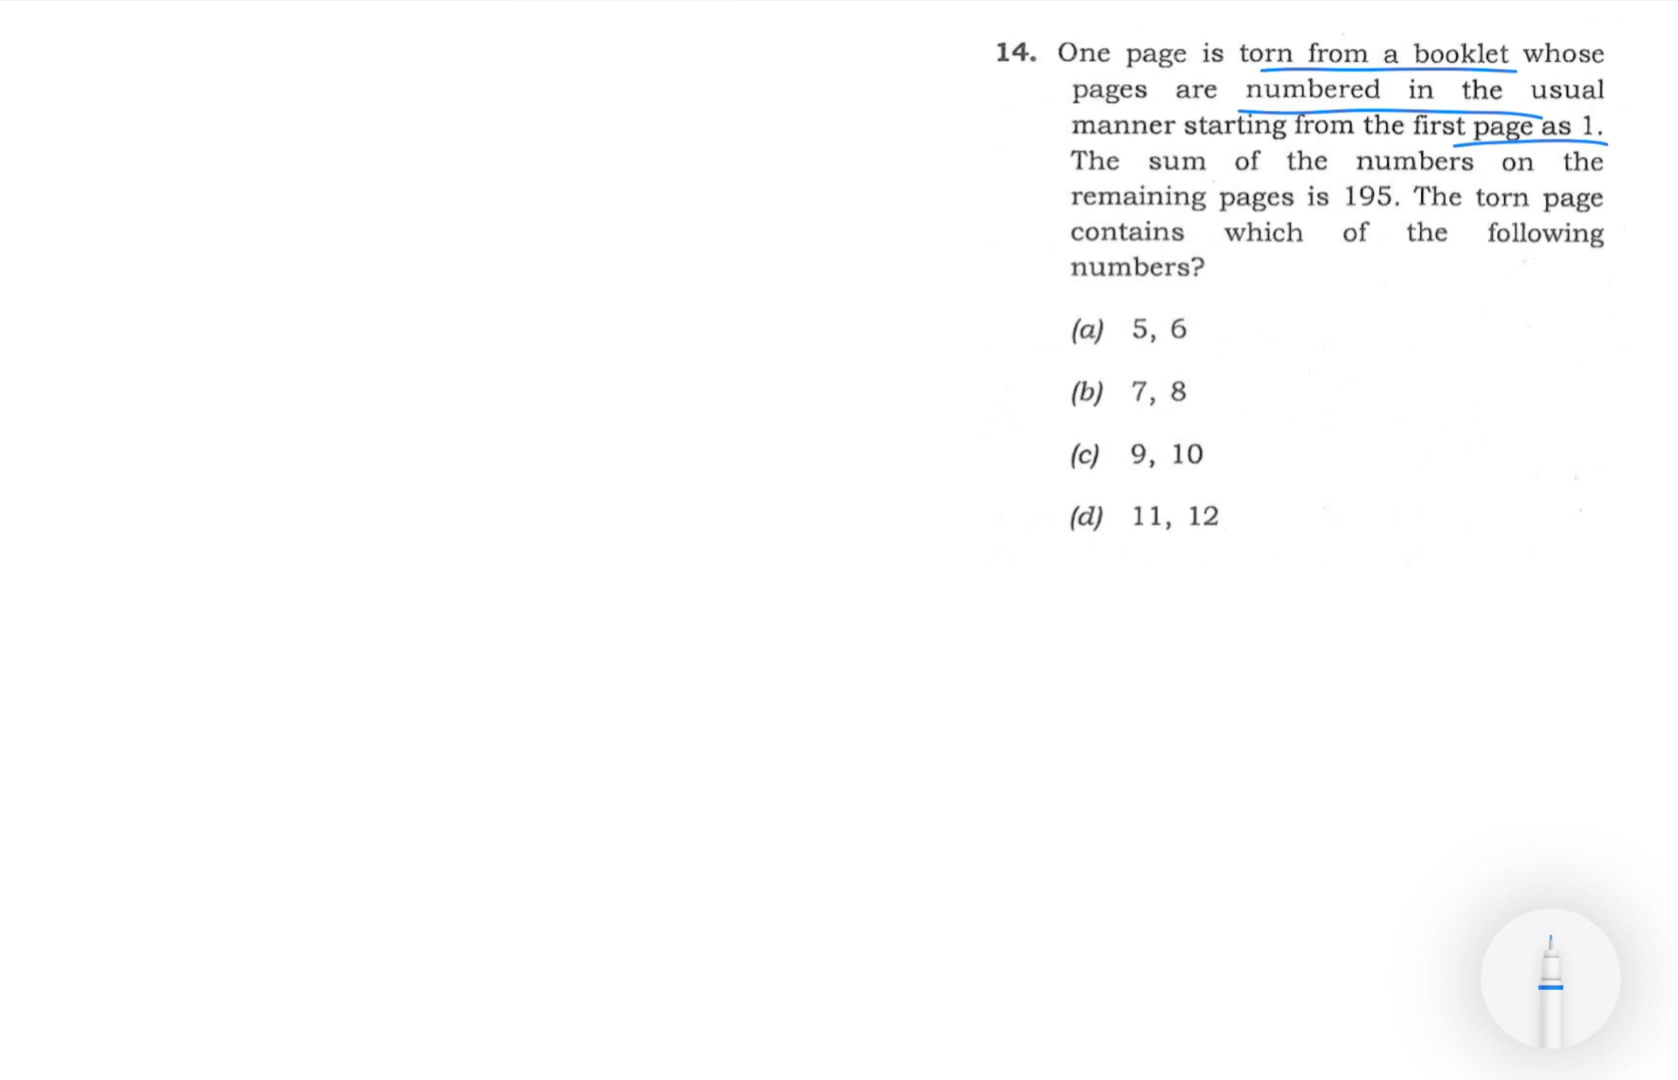 14. One page is torn from a booklet whose
pages are numbered in the usual
manner starting from the first page as 1.
The sum of the numbers on the
remaining pages is 195. The torn page
contains which of the following
numbers?
(a) 5, 6
(b) 7, 8
(c) 9, 10
(d) 11, 12